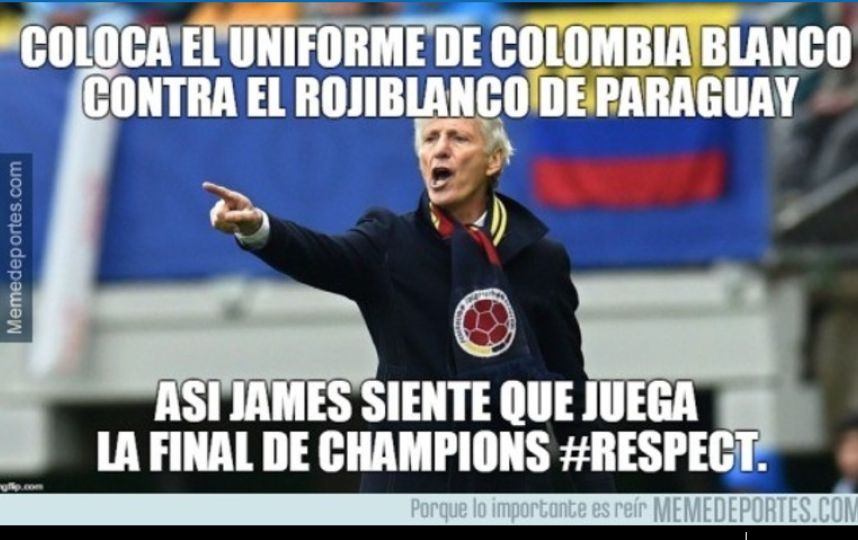 COLOCA EL UNIFORME DE COLOMBIA BLANCO
CONTRA EL ROJIBLANCO DE PARAGUAY
Memedeportes.com
ASI JAMES SIENTE QUE JUEGA
LA FINAL DE CHAMPIONS #RESPECT.
ngflip.com
Porque lo importante es reír MEMEDEPORTES.COM